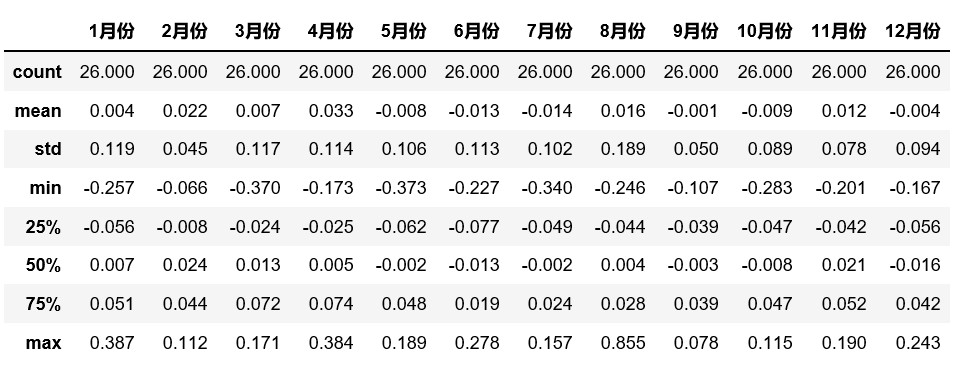 1月份 2月份 3月份 4月份 5月份 6月份 7月份 8月份 9月份 10月份 11月份 12月份
count 26.000 26.000 26.000 26.000 26.000 26.000 26.000 26.000 26.000 26.000 26.000 26.000
mean 0.004 0.022 0.007 0.033 -0.008 -0.013 -0.014 0.016 -0.001 -0.009 0.012 -0.004
std 0.119 0.045 0.117 0.114 0.106 0.113 0.102 0.189 0.050 0.089 0.078 0.094
min -0.257 -0.066 -0.370 -0.173 -0.373 -0.227 -0.340 -0.246 -0.107 -0.283 -0.201 -0.167
25% -0.056 -0.008 -0.024 -0.025 -0.062 -0.077 -0.049 -0.044 -0.039 -0.047 -0.042 -0.056
50% 0.007 0.024 0.013 0.005 -0.002 -0.013 -0.002 0.004 -0.003 -0.008 0.021 -0.016
75% 0.051 0.044 0.072 0.074 0.048 0.019 0.024 0.028 0.039 0.047 0.052 0.042
max 0.387 0.112 0.171 0.384 0.189 0.278 0.157 0.855 0.078 0.115 0.190 0.243